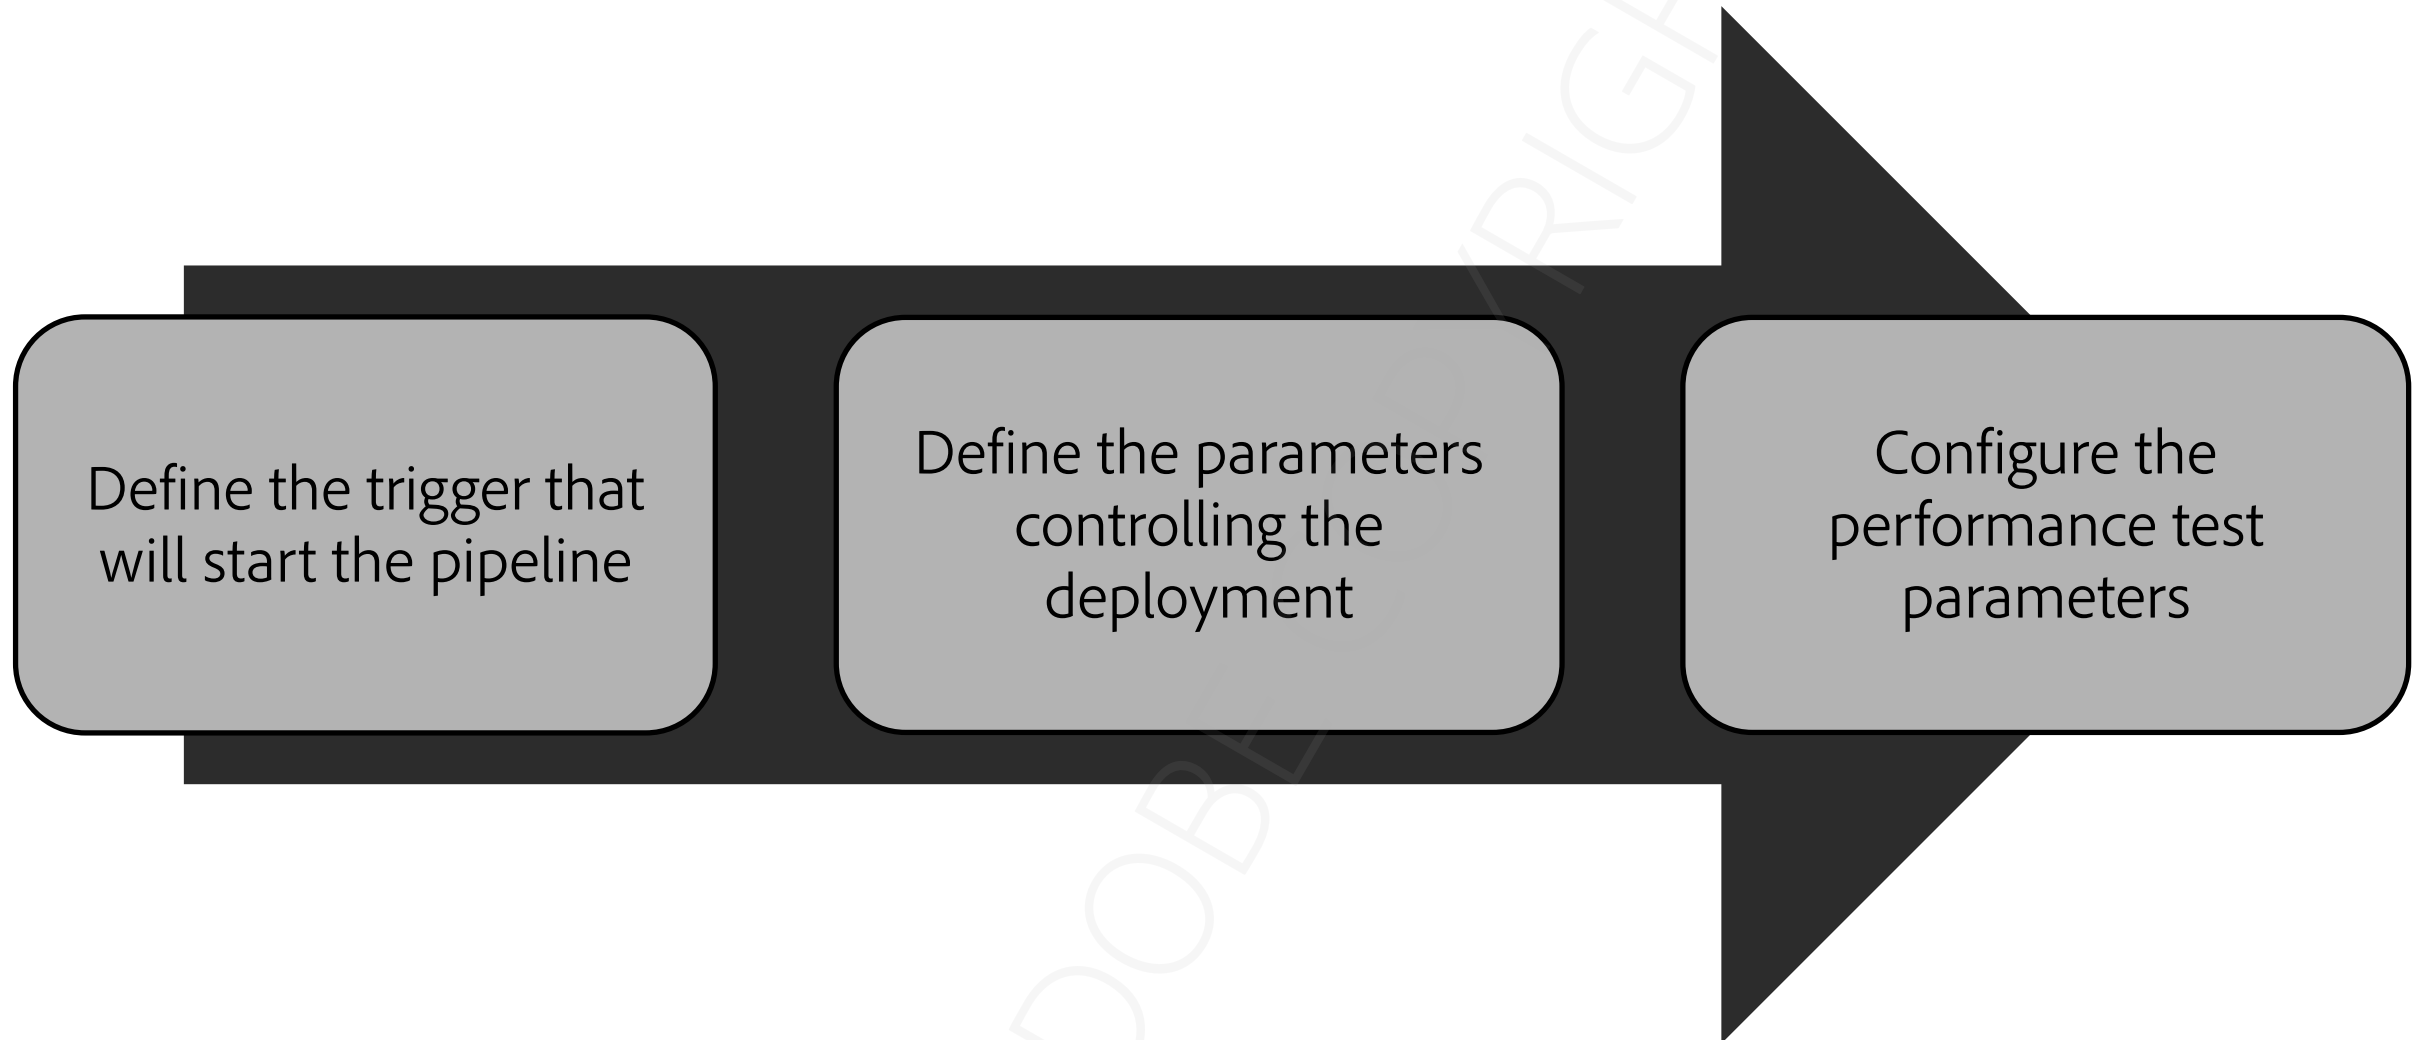 Define the trigger that
will start the pipeline
Define the parameters
controlling the
deployment
Configure the
performance test
parameters